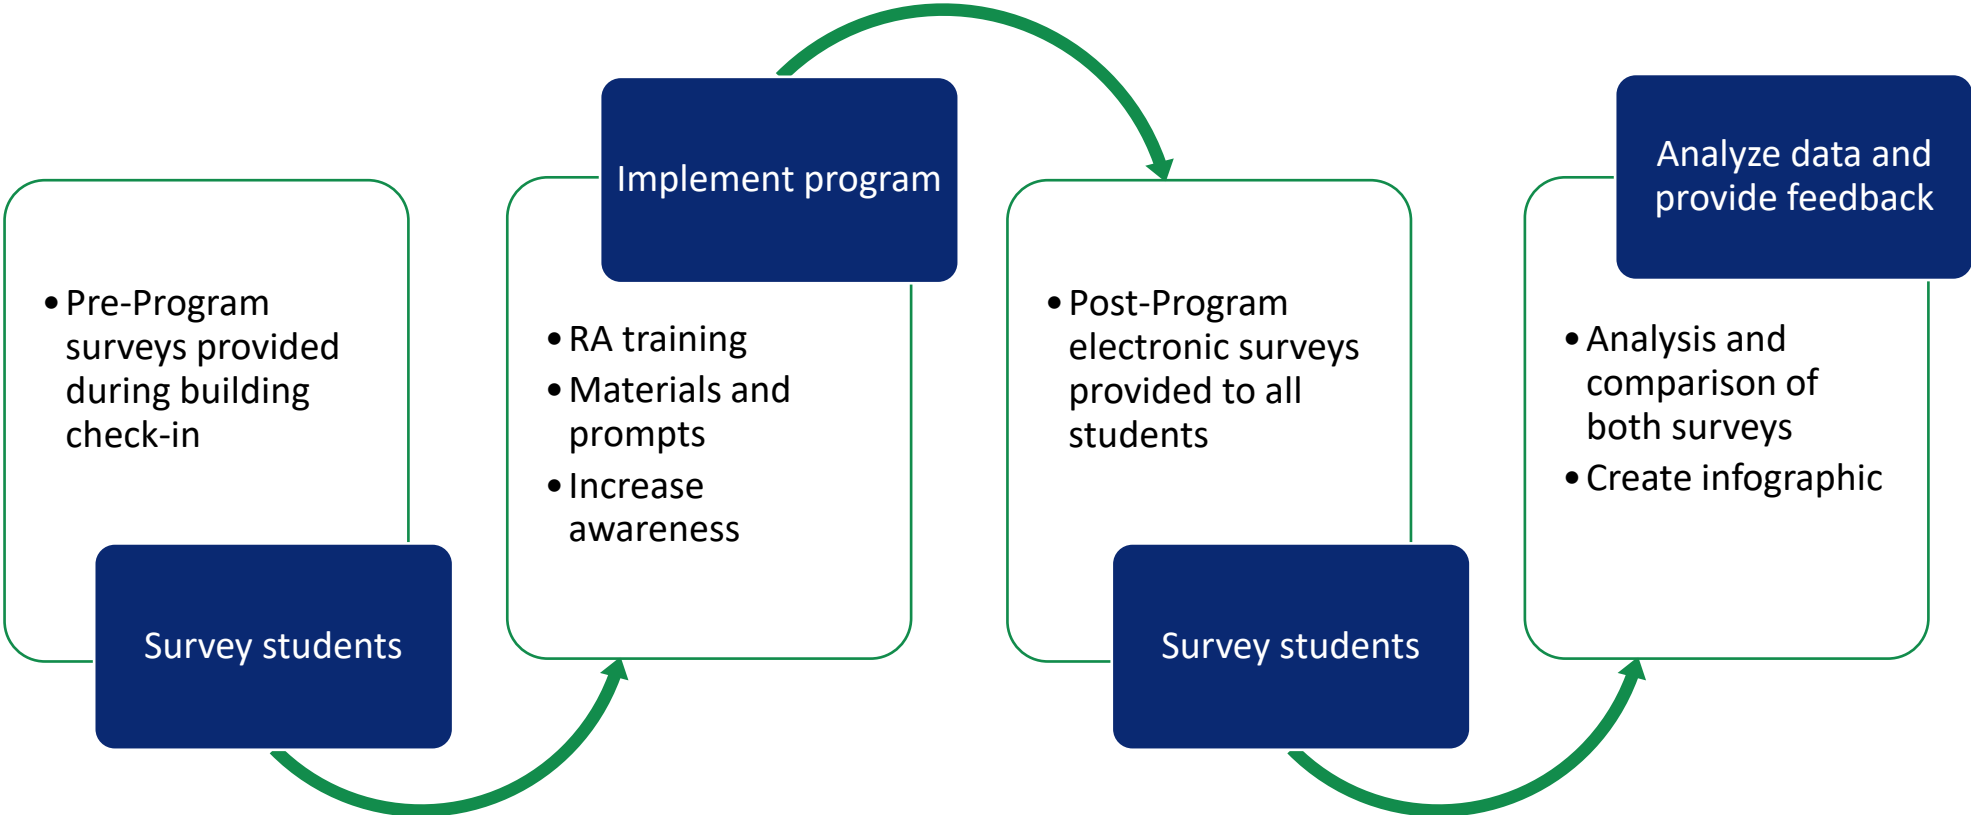 • Pre-Program
surveys provided
during building
check-in
Survey students
Implement program
• RA training
• Materials and
prompts
• Increase
awareness
• Post-Program
electronic surveys
provided to all
students
Survey students
Analyze data and
provide feedback
• Analysis and
comparison of
both surveys
• Create infographic